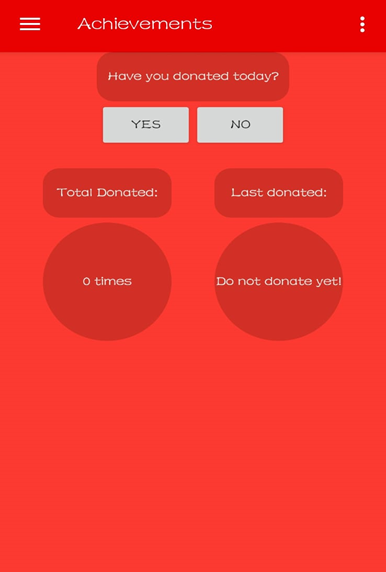 Achievements
Have you donated today?
YES
NO
Total Donated:
Last donated:
0 times
Do not donate yet!